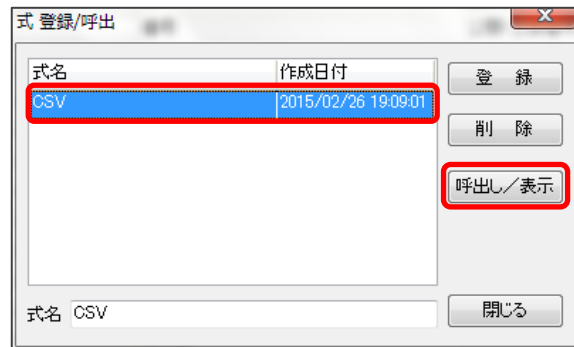 式 登録/呼出
式名 作成日付
CSV 2015/02/26 19:09:01
登 録
削 除
呼出し／表示
式名 CSV
閉じる